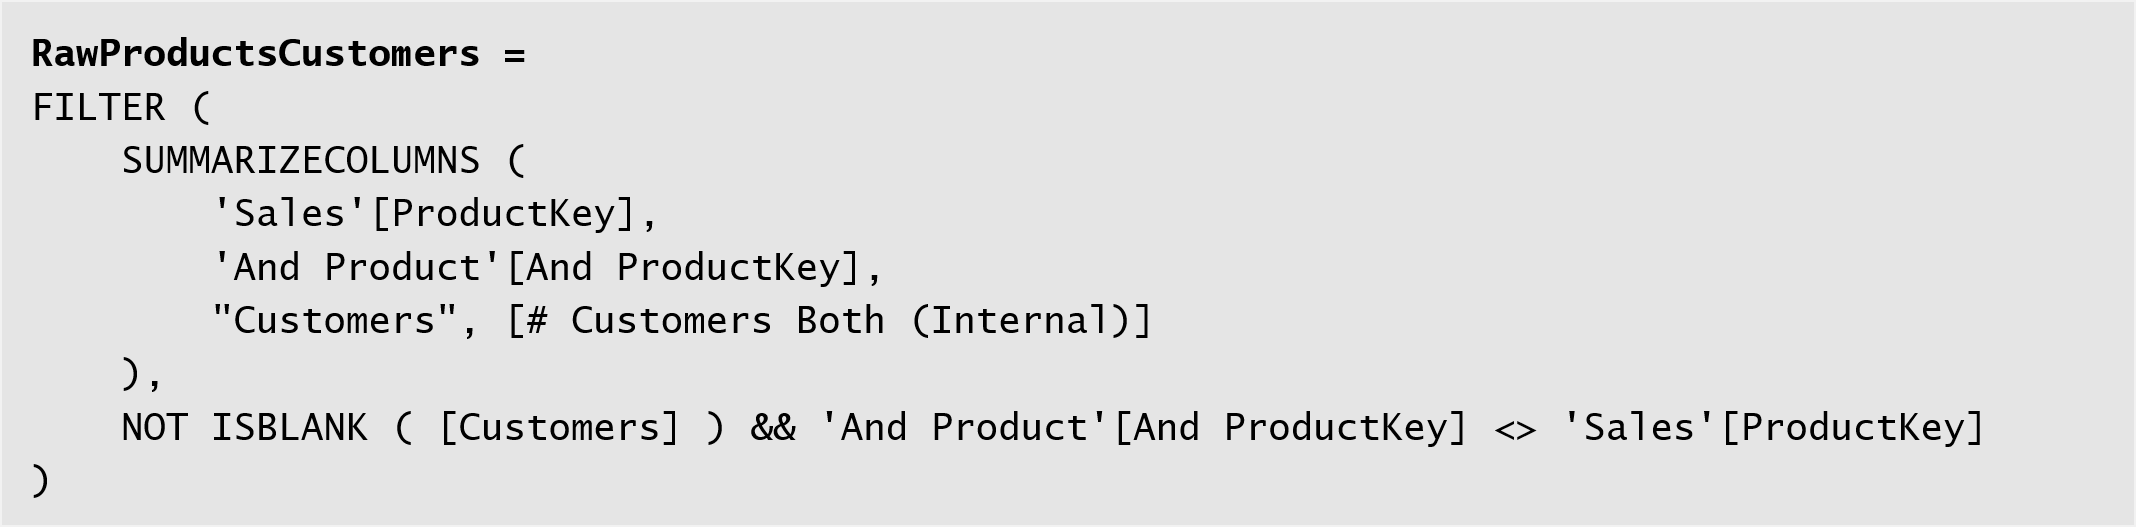 RawProductsCustomers =
FILTER (
    SUMMARIZECOLUMNS (
        'Sales'[ProductKey],
        'And Product'[And ProductKey],
        "Customers", [# Customers Both (Internal)]
    ),
    NOT ISBLANK ( [Customers] ) && 'And Product'[And ProductKey] <> 'Sales'[ProductKey]
)